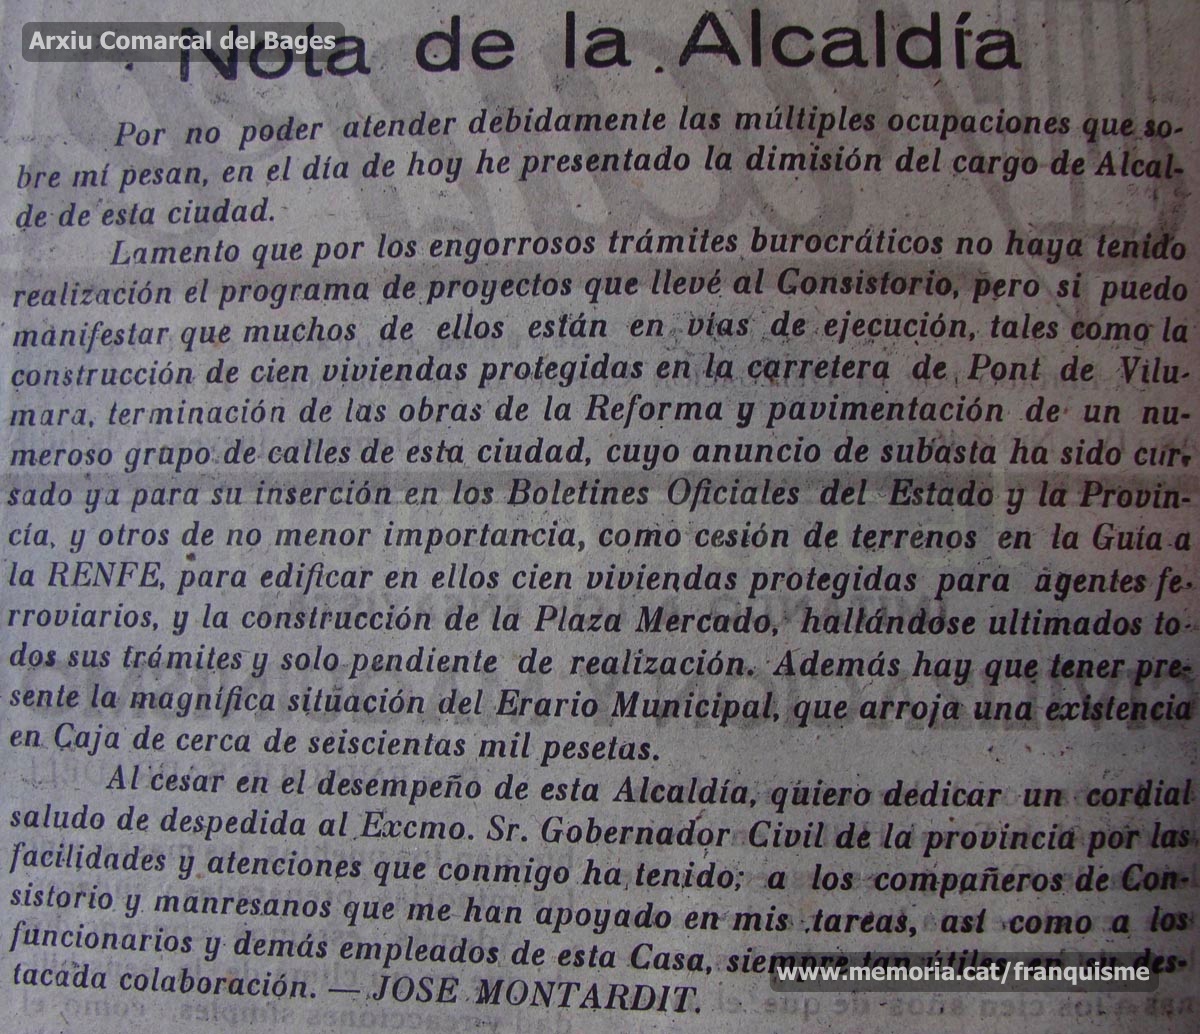 Arxiu Comarcal del Bages
Nota de la Alcaldía
Por no poder atender debidamente las múltiples ocupaciones que so-
bre mí pesan, en el día de hoy he presentado la dimisión del cargo de Alcal-
de de esta ciudad.
Lamento que por los engorrosos trámites burocráticos no haya tenido
realización el programa de proyectos que llevé al Consistorio, pero si puedo
manifestar que muchos de ellos están en vías de ejecución, tales como la
construcción de cien viviendas protegidas en la carretera de Pont de Vilu-
mara, terminación de las obras de la Reforma y pavimentación de un nu-
meroso grupo de calles de esta ciudad, cuyo anuncio de subasta ha sido cur-
sado ya para su inserción en los Boletines Oficiales del Estado y la Provin-
cia, y otros de no menor importancia, como cesión de terrenos en la Guía a
la RENFE, para edificar en ellos cien viviendas protegidas para agentes fe-
rroviarios, y la construcción de la Plaza Mercado, hallándose ultimados to-
dos sus trámites y solo pendiente de realización. Además hay que tener pre-
sente la magnífica situación del Erario Municipal, que arroja una existencia
en Caja de cerca de seiscientas mil pesetas.
Al cesar en el desempeño de esta Alcaldía, quiero dedicar un cordial
saludo de despedida al Excmo. Sr. Gobernador Civil de la provincia por las
facilidades y atenciones que conmigo ha tenido; a los compañeros de Con-
sistorio y manresanos que me han apoyado en mis tareas, así como a los
funcionarios y demás empleados de esta Casa, siempre tan útiles en su des-
tacada colaboración. — JOSE MONTARDIT.
www.memoria.cat/franquisme